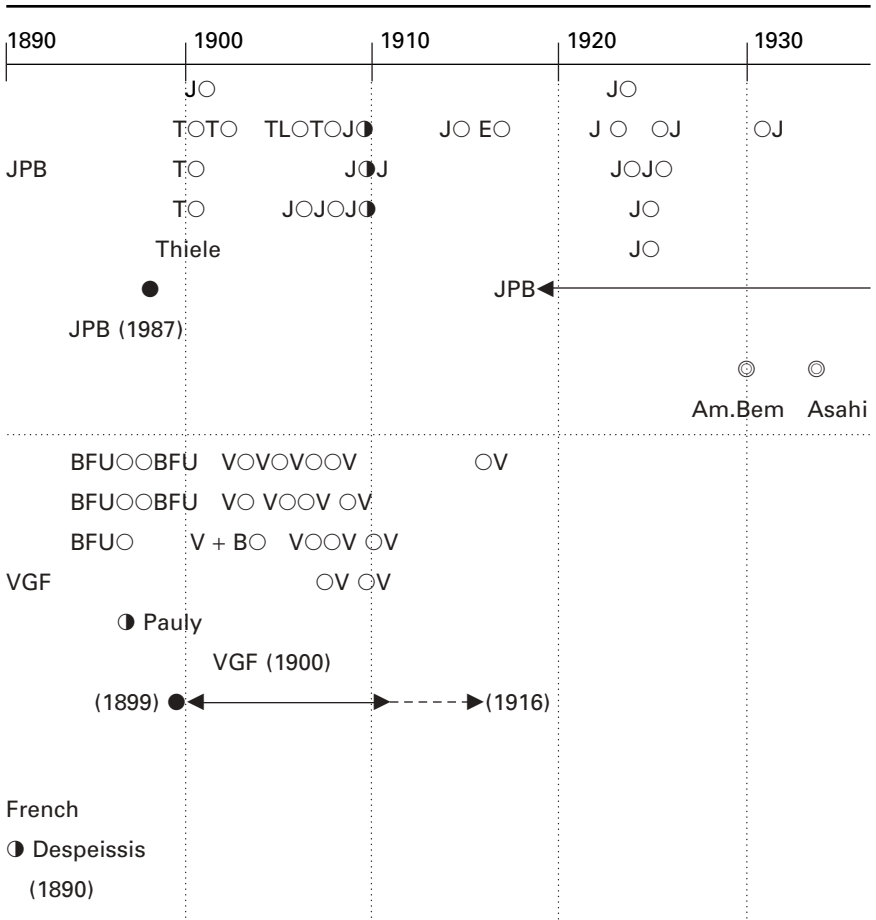 1890 1900 1910 1920 1930
J○ J○
T○T○ TL○T○J◑ J○ E○ J ○ ○J ○J
JPB T○ J◑J J○J○
T○ J○J○J◑ J○
Thiele J○
● JPB
JPB (1987)
◎ ◎
Am.Bem Asahi
BFU○○BFU V○V○V○○V ○V
BFU○○BFU V○ V○○V ○V
BFU○ V + B○ V○○V ○V
VGF ○V ○V
◑ Pauly
VGF (1900)
(1899) ● (1916)
French
◑ Despeissis
(1890)